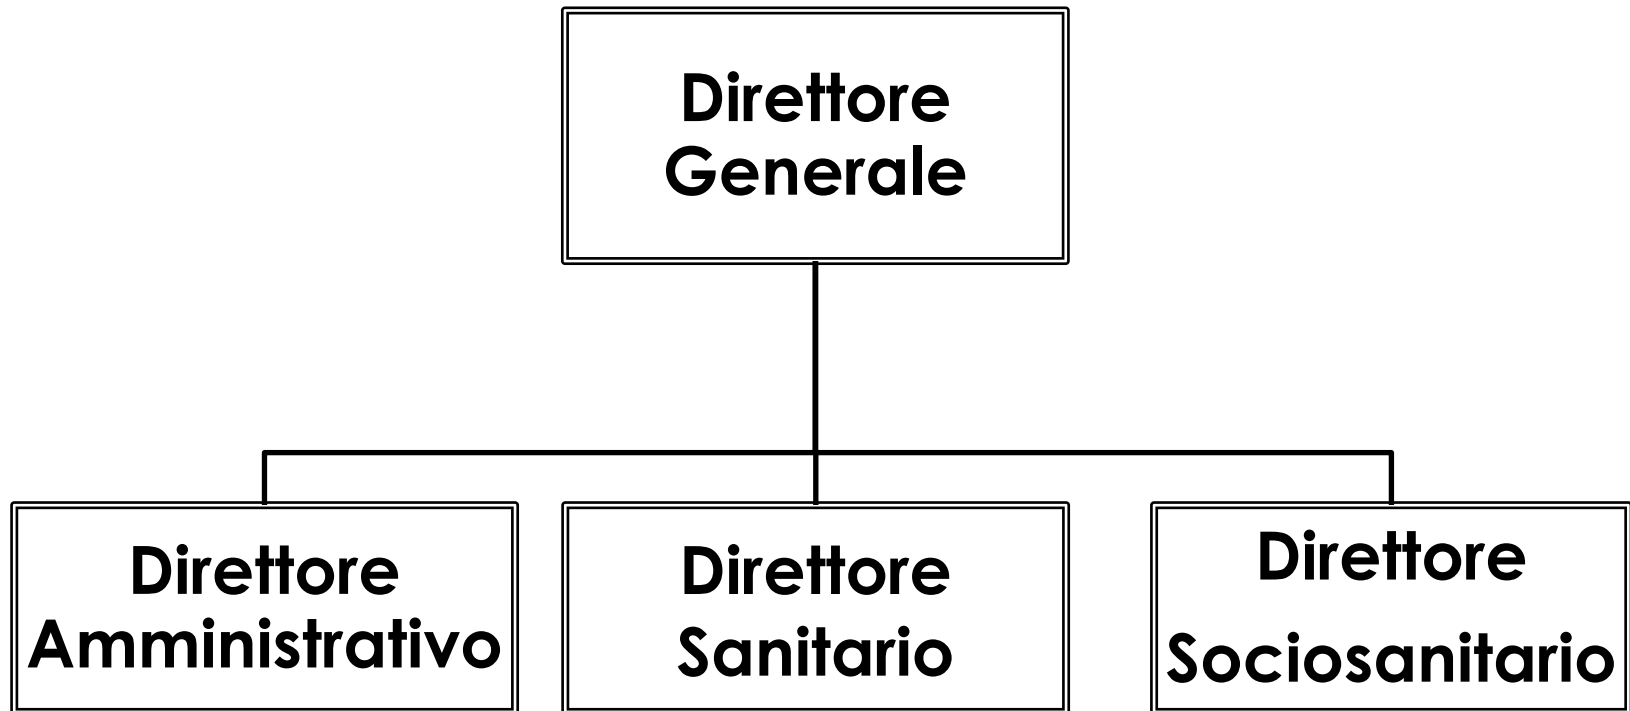 Direttore
Generale
Direttore
Amministrativo
Direttore
Sanitario
Direttore
Sociosanitario